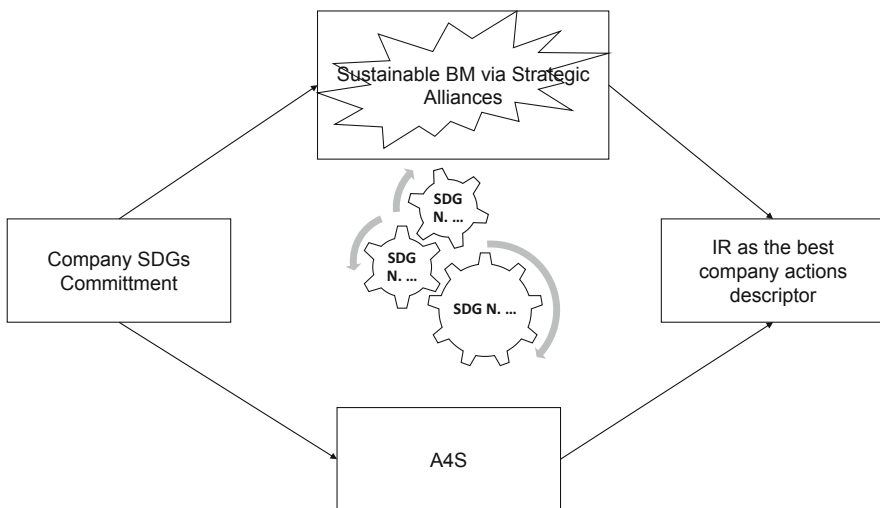 Sustainable BM via Strategic
Alliances
SDG
N. ...
SDG
N. ...
SDG N. ...
Company SDGs
Committment
IR as the best
company actions
descriptor
A4S